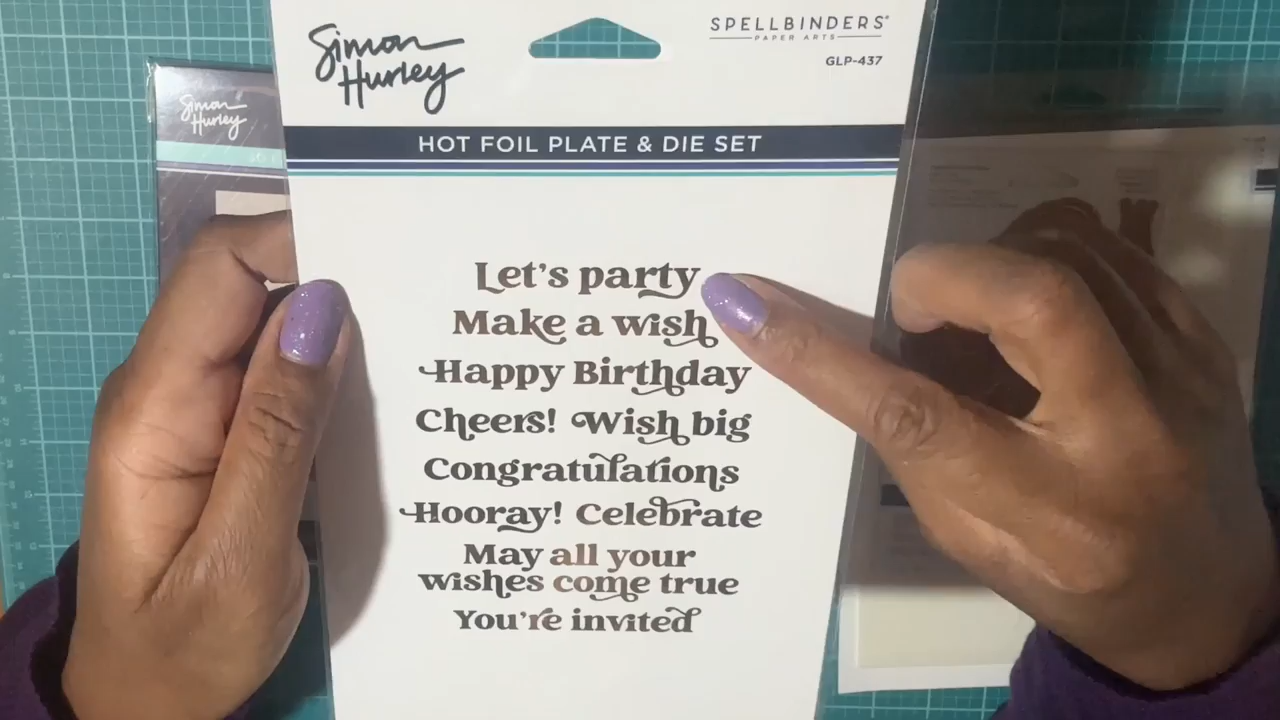 Simon
Hurley
SPELLBINDERS®
PAPER ARTS
GLP-437
Simon
Hurley
HOT FOIL PLATE & DIE SET
Let's party
Make a wish
Happy Birthday
Cheers! Wish big
Congratulations
Hooray! Celebrate
May all your
wishes come true
You're invited